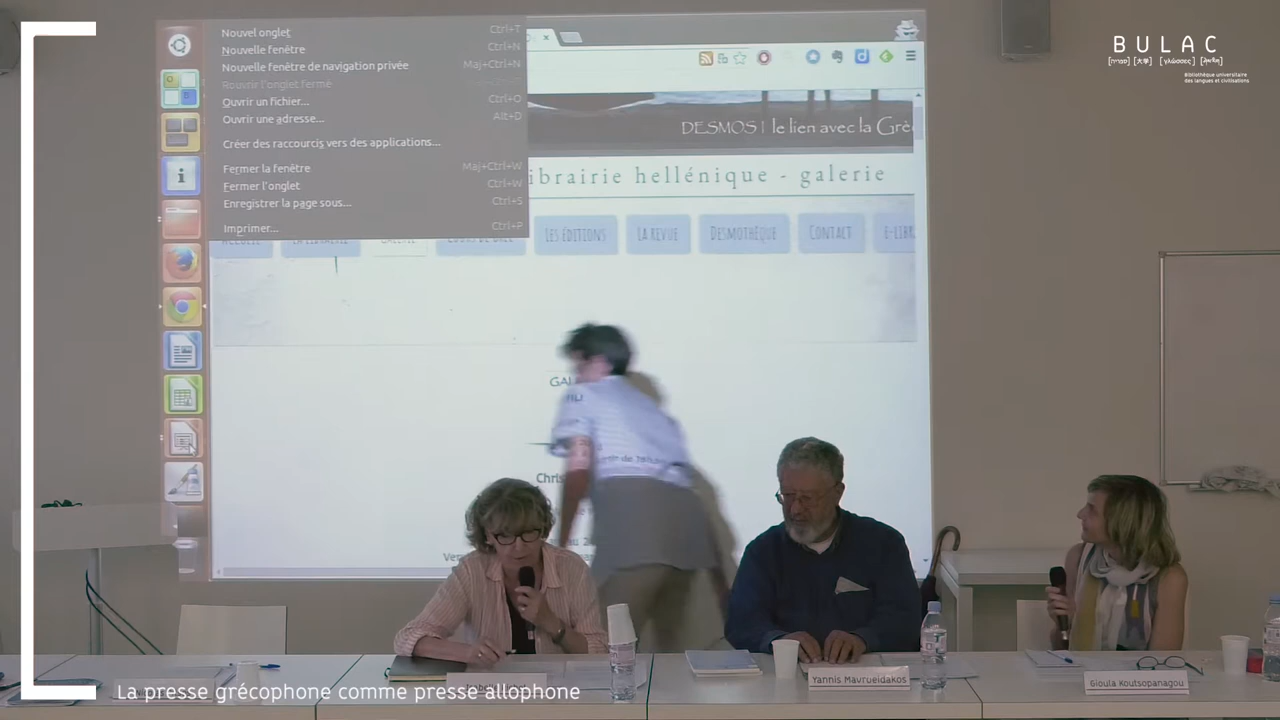 Nouvel onglet Ctrl+T
Nouvelle fenêtre Ctrl+N
Nouvelle fenêtre de navigation privée Maj+Ctrl+N
Rouvrir l'onglet fermé
Ouvrir un fichier... Ctrl+O
Ouvrir une adresse... Alt+D
Créer des raccourcis vers des applications...
Fermer la fenêtre Maj+Ctrl+W
Fermer l'onglet Ctrl+W
Enregistrer la page sous... Ctrl+S
Imprimer... Ctrl+P
BULAC
Bibliothèque universitaire
des langues et civilisations
DESMOS | le lien avec la Grè
librairie hellénique - galerie
LES ÉDITIONS LA REVUE DESMOTHÈQUE CONTACT E-LIBR
GAL
Chris
La presse grécophone comme presse allophone
Yannis Mavrueidakos
Gioula Koutsopanagou